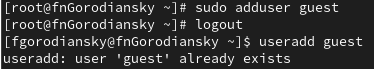 [root@fnGorodiansky ~]# sudo adduser guest
[root@fnGorodiansky ~]# logout
[fgorodiansky@fnGorodiansky ~]$ useradd guest
useradd: user 'guest' already exists